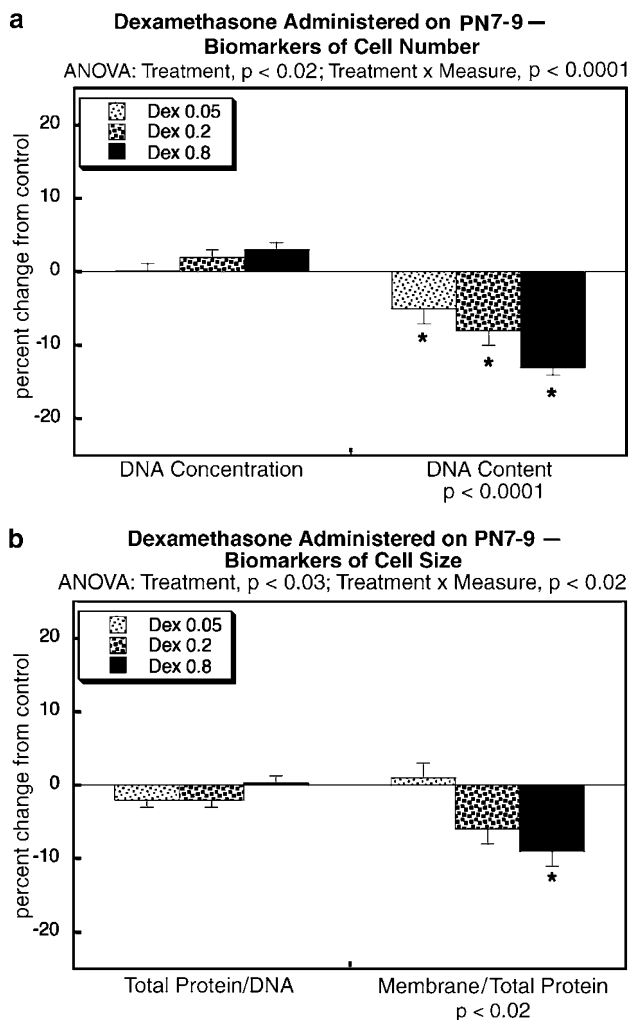 a
Dexamethasone Administered on PN7-9 —
Biomarkers of Cell Number
ANOVA: Treatment, p < 0.02; Treatment x Measure, p < 0.0001
Dex 0.05
Dex 0.2
Dex 0.8
percent change from control
20
10
0
-10
-20
*
*
*
DNA Concentration
DNA Content
p < 0.0001
b
Dexamethasone Administered on PN7-9 —
Biomarkers of Cell Size
ANOVA: Treatment, p < 0.03; Treatment x Measure, p < 0.02
Dex 0.05
Dex 0.2
Dex 0.8
percent change from control
20
10
0
-10
-20
*
Total Protein/DNA
Membrane/Total Protein
p < 0.02